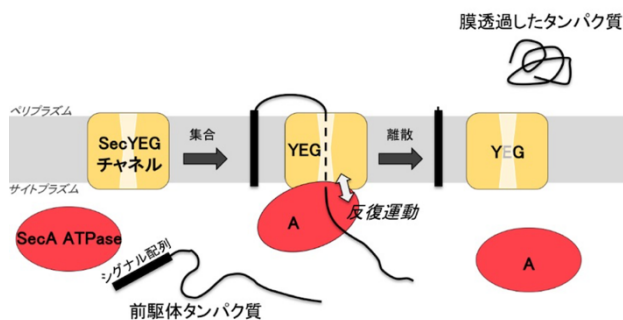 膜透過したタンパク質
ペリプラズム
SecYEG
チャネル
集合
YEG
離散
YEG
サイトプラズム
SecA ATPase
シグナル配列
前駆体タンパク質
A
反復運動
A